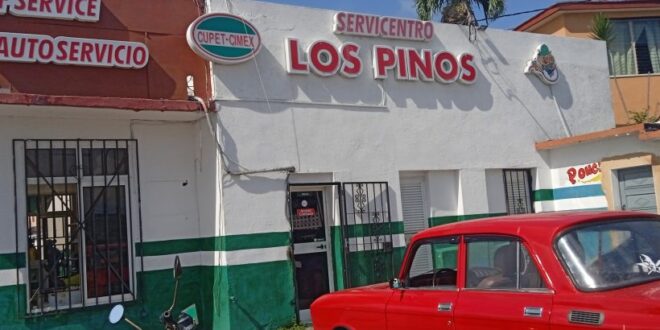 P SERVICE
AUTOSERVICIO
CUPET-CIMEX
SERVICENTRO
LOS PINOS